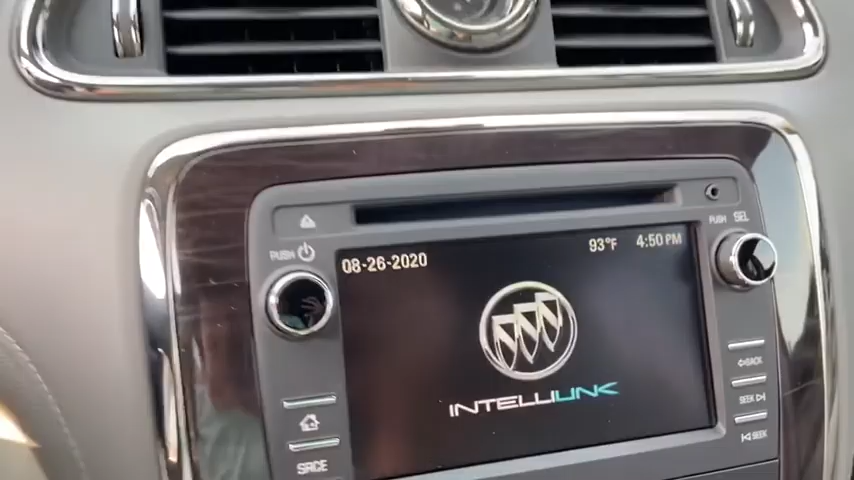 PUSH
PUSH SEL
08-26-2020 93°F 4:50 PM
INTELLILINK
BACK
SEEK
SEEK
SRCE